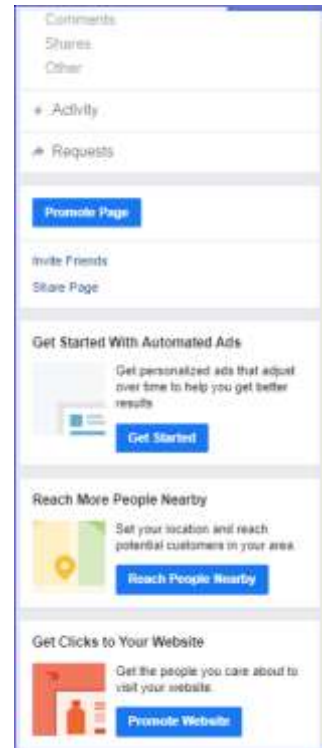 Comments
Shares
Other
Activity
Requests
Promote Page
Invite Friends
Share Page
Get Started With Automated Ads
Get personalized ads that adjust
over time to help you get better
results.
Get Started
Reach More People Nearby
Set your location and reach
potential customers in your area.
Reach People Nearby
Get Clicks to Your Website
Get the people you care about to
visit your website.
Promote Website